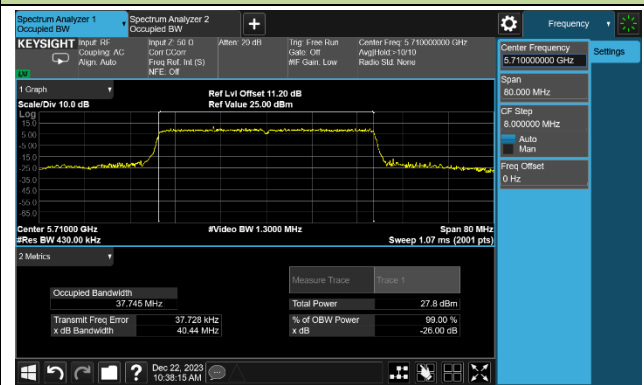 Spectrum Analyzer 1
Occupied BW
Spectrum Analyzer 2
Occupied BW
+
Frequency
KEYSIGHT
Input: RF
Coupling: AC
Align: Auto
Input Z: 50 Ω
Corr CCorr
Freq Ref: Int (S)
NFE: Off
Atten: 20 dB
Trig: Free Run
Gate: Off
#IF Gain: Low
Center Freq: 5.710000000 GHz
Avg|Hold:>10/10
Radio Std: None
Center Frequency
5.710000000 GHz
Settings
Span
80.000 MHz
CF Step
8.000000 MHz
Auto
Man
Freq Offset
0 Hz
1 Graph
Scale/Div 10.0 dB
Ref Lvl Offset 11.20 dB
Ref Value 25.00 dBm
Log
15.0
5.00
-5.00
-15.0
-25.0
-35.0
-45.0
-55.0
-65.0
Center 5.71000 GHz
#Res BW 430.00 kHz
#Video BW 1.3000 MHz
Span 80 MHz
Sweep 1.07 ms (2001 pts)
2 Metrics
Measure Trace
Trace 1
Occupied Bandwidth
37.745 MHz
Total Power
27.8 dBm
Transmit Freq Error
37.728 kHz
% of OBW Power
99.00 %
x dB Bandwidth
40.44 MHz
x dB
-26.00 dB
?
Dec 22, 2023
10:38:15 AM